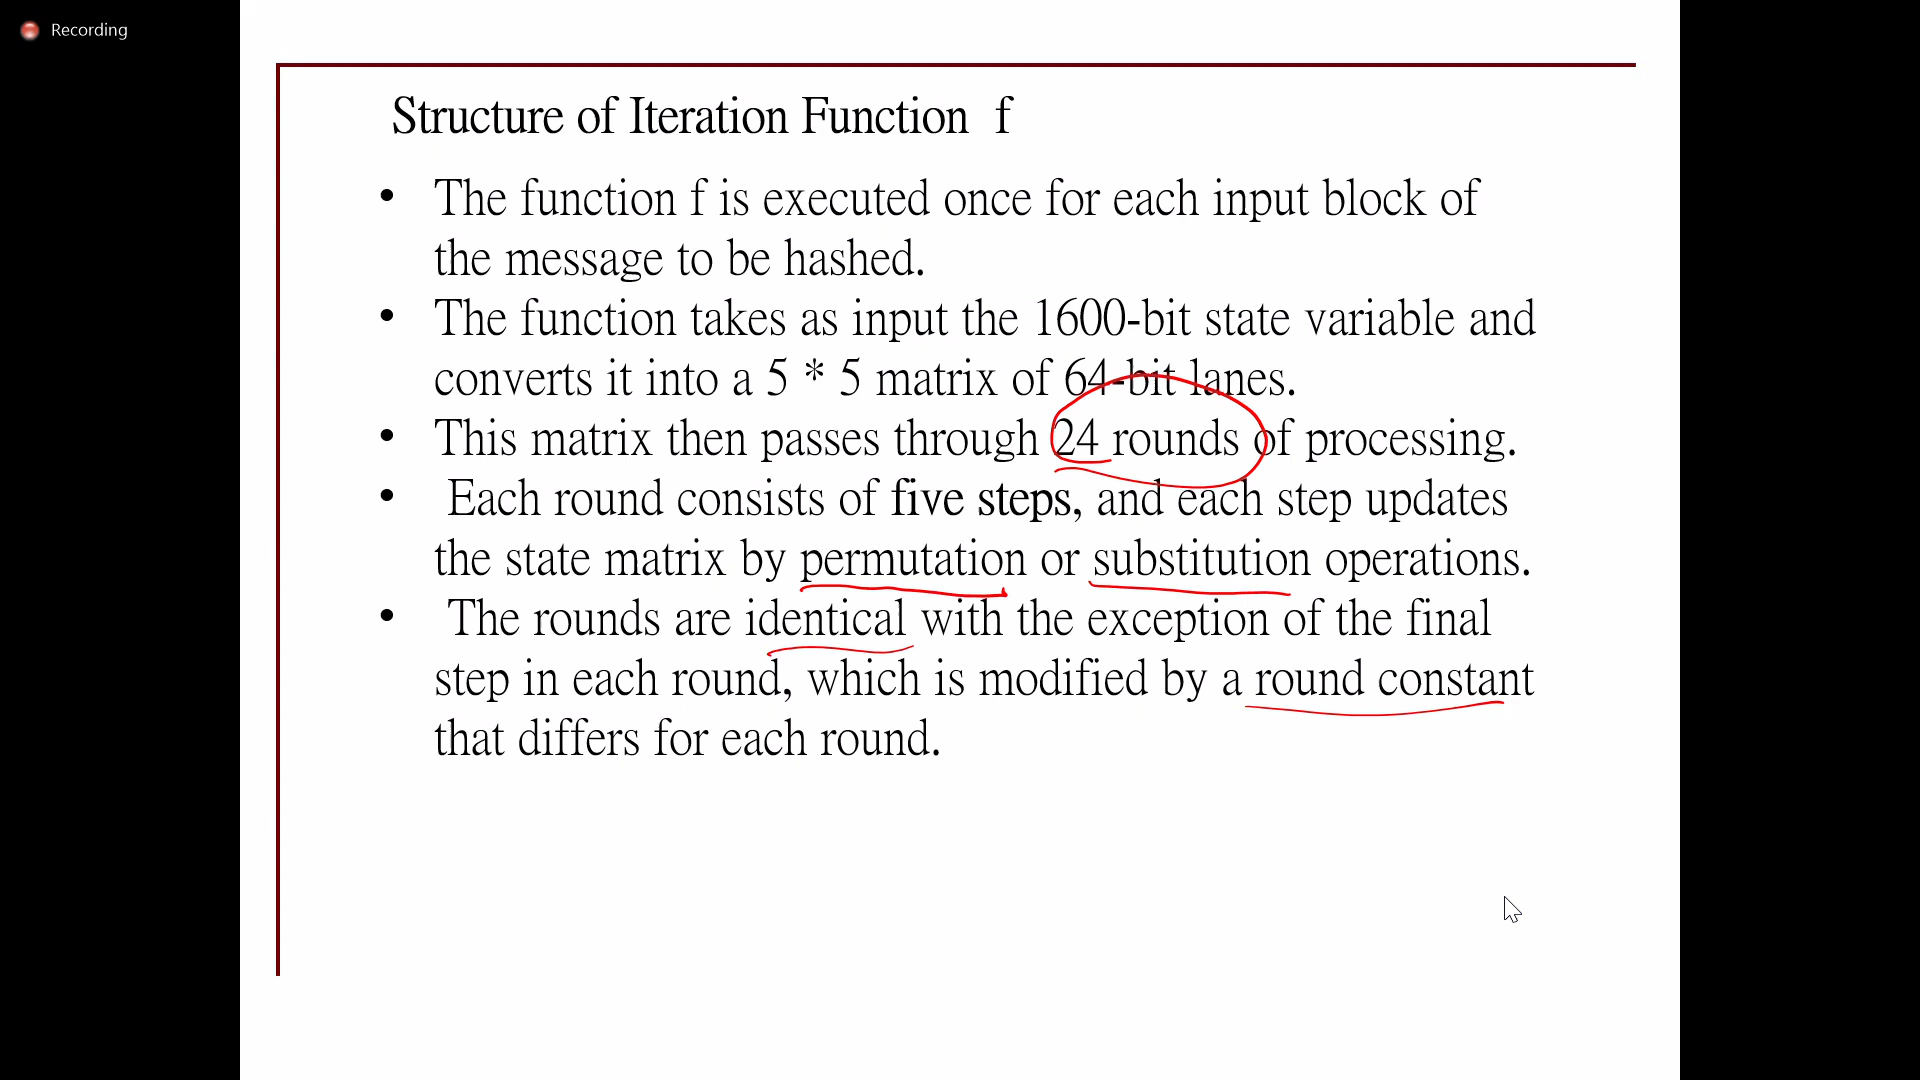 Recording
Structure of Iteration Function f
• The function f is executed once for each input block of
the message to be hashed.
• The function takes as input the 1600-bit state variable and
converts it into a 5 * 5 matrix of 64-bit lanes.
• This matrix then passes through 24 rounds of processing.
• Each round consists of five steps, and each step updates
the state matrix by permutation or substitution operations.
• The rounds are identical with the exception of the final
step in each round, which is modified by a round constant
that differs for each round.